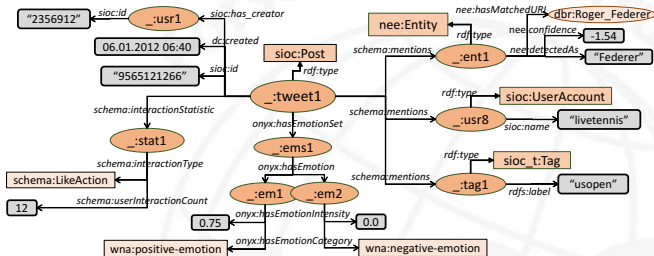 "2356912"
sioc:id
_:usr1
sioc:has_creator
06.01.2012 06:40
dc:created
"9565121266"
sioc:id
schema:interactionStatistic
_:stat1
schema:interactionType
schema:LikeAction
schema:userInteractionCount
12
sioc:Post
rdf:type
_:tweet1
onyx:hasEmotionSet
_:ems1
onyx:hasEmotion
_:em1
_:em2
onyx:hasEmotionIntensity
0.75
0.0
onyx:hasEmotionCategory
wna:positive-emotion
wna:negative-emotion
nee:Entity
rdf:type
nee:hasMatchedURI
dbr:Roger_Federer
schema:mentions
_:ent1
nee:confidence
-1.54
nee:detectedAs
"Federer"
rdf:type
sioc:UserAccount
schema:mentions
_:usr8
sioc:name
"livetennis"
rdf:type
sioc_t:Tag
schema:mentions
_:tag1
rdfs:label
"usopen"